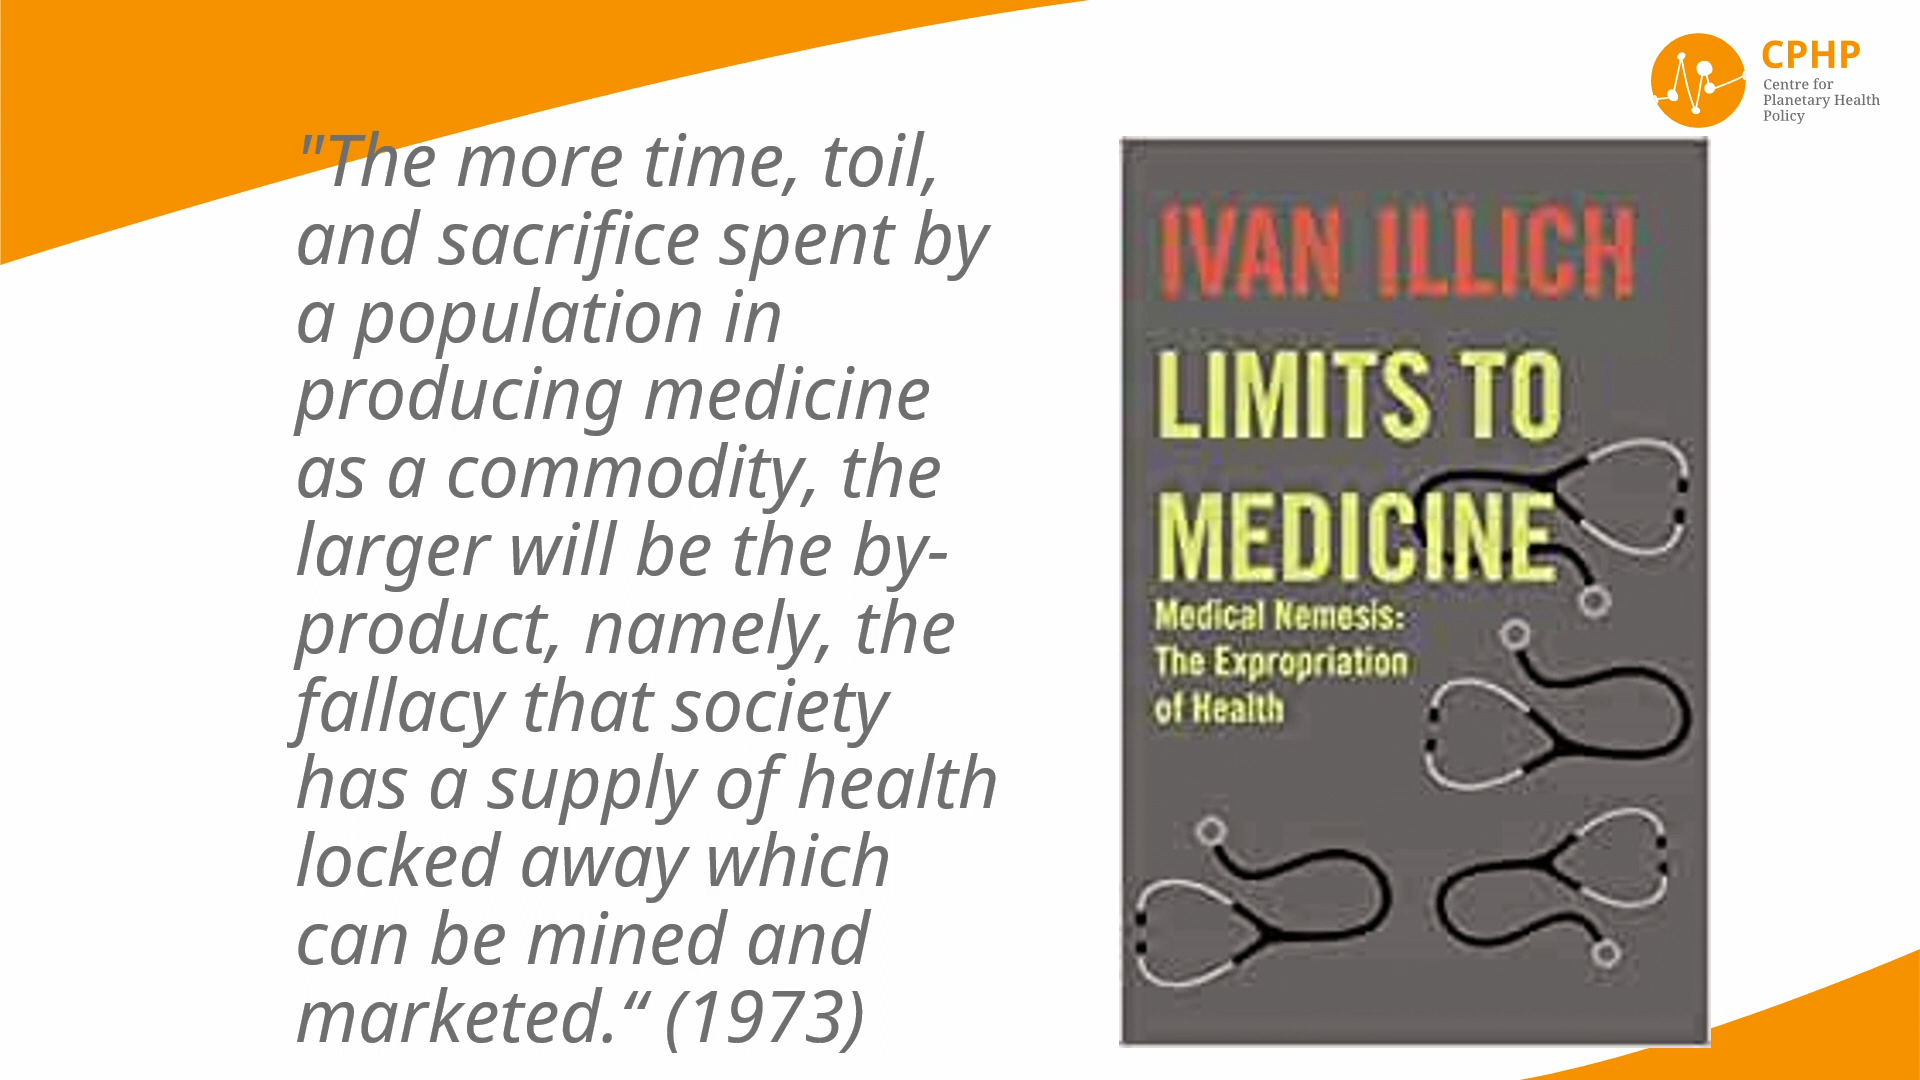 CPHP
Centre for
Planetary Health
Policy
"The more time, toil,
and sacrifice spent by
a population in
producing medicine
as a commodity, the
larger will be the by-
product, namely, the
fallacy that society
has a supply of health
locked away which
can be mined and
marketed.“ (1973)
IVAN ILLICH
LIMITS TO
MEDICINE
Medical Nemesis:
The Expropriation
of Health